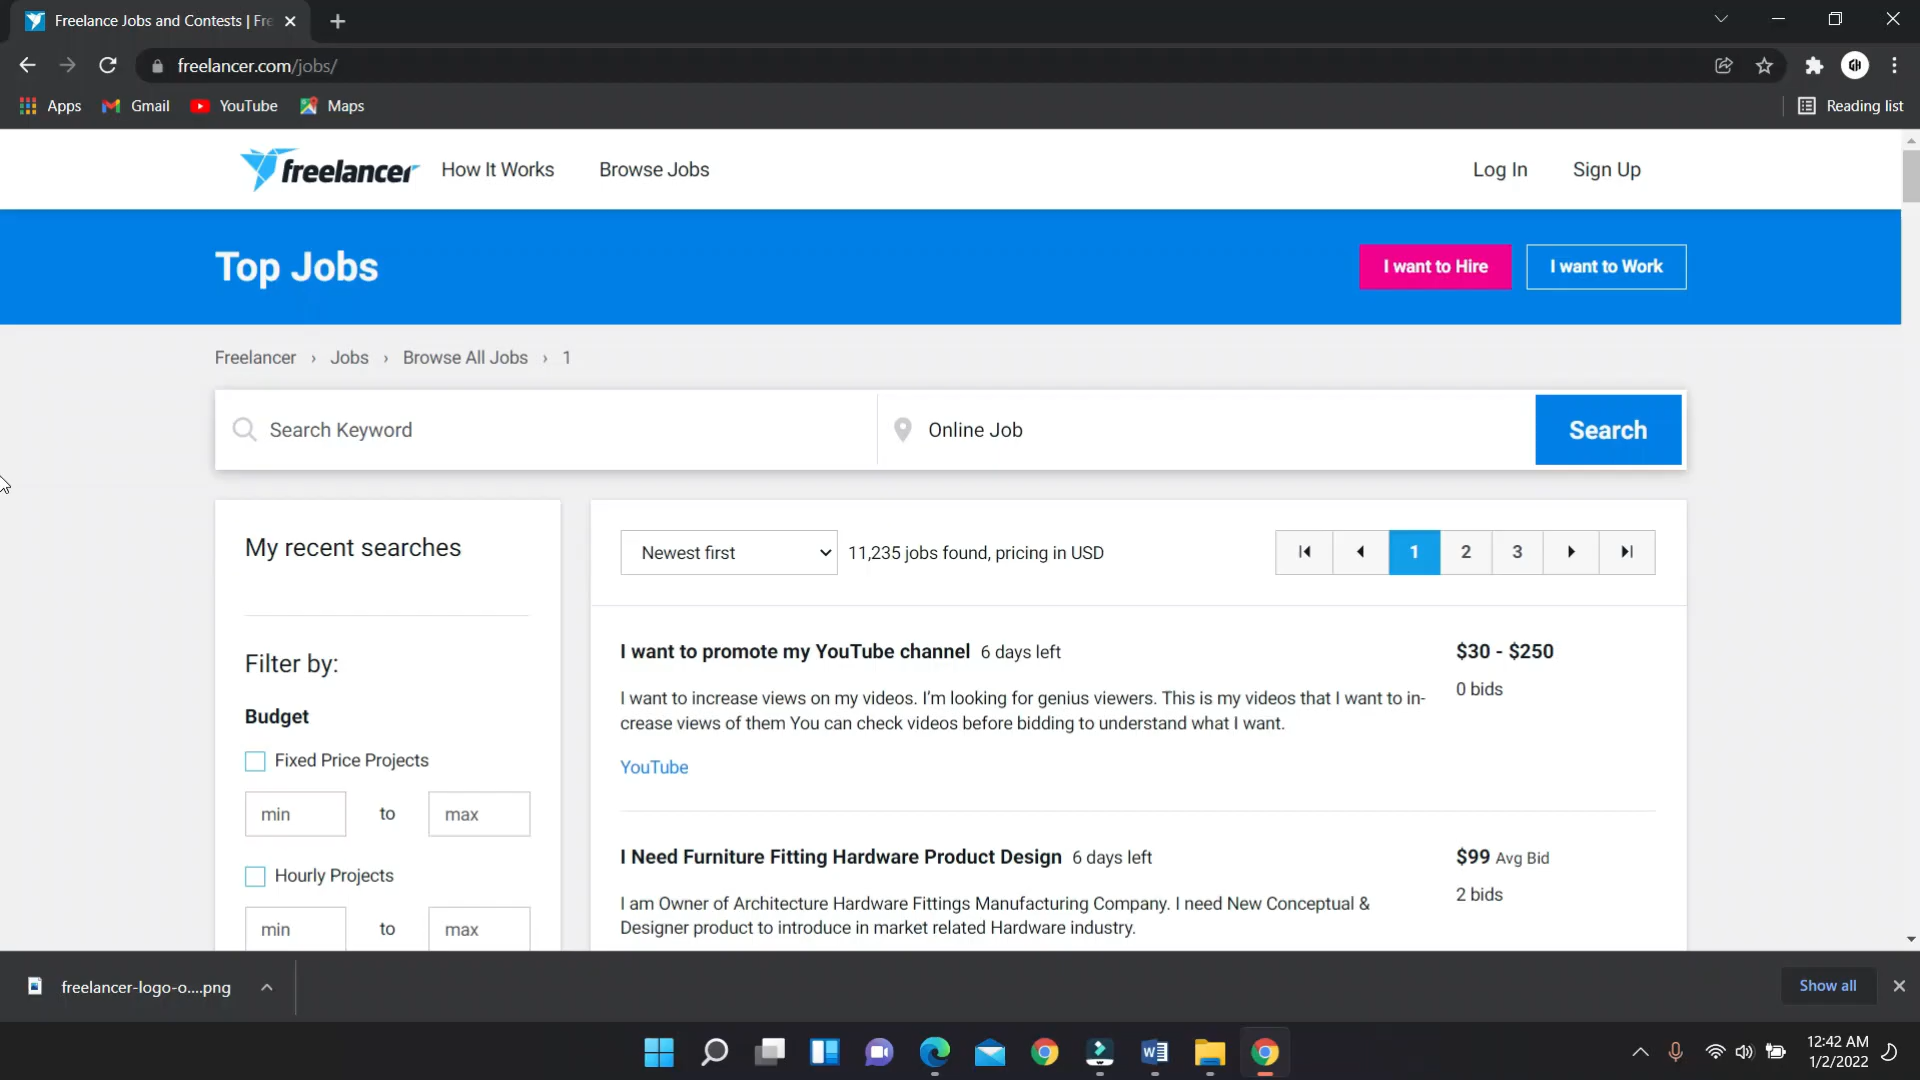 Freelance Jobs and Contests | Fre
freelancer.com/jobs/
Apps Gmail YouTube Maps Reading list
freelancer How It Works Browse Jobs Log In Sign Up
Top Jobs I want to Hire I want to Work
Freelancer › Jobs › Browse All Jobs › 1
Search Keyword Online Job Search
My recent searches
Newest first 11,235 jobs found, pricing in USD 1 2 3
Filter by:
Budget
Fixed Price Projects
min to max
Hourly Projects
min to max
I want to promote my YouTube channel 6 days left $30 - $250
0 bids
I want to increase views on my videos. I'm looking for genius viewers. This is my videos that I want to in-
crease views of them You can check videos before bidding to understand what I want.
YouTube
I Need Furniture Fitting Hardware Product Design 6 days left $99 Avg Bid
2 bids
I am Owner of Architecture Hardware Fittings Manufacturing Company. I need New Conceptual &
Designer product to introduce in market related Hardware industry.
freelancer-logo-o....png Show all
12:42 AM
1/2/2022